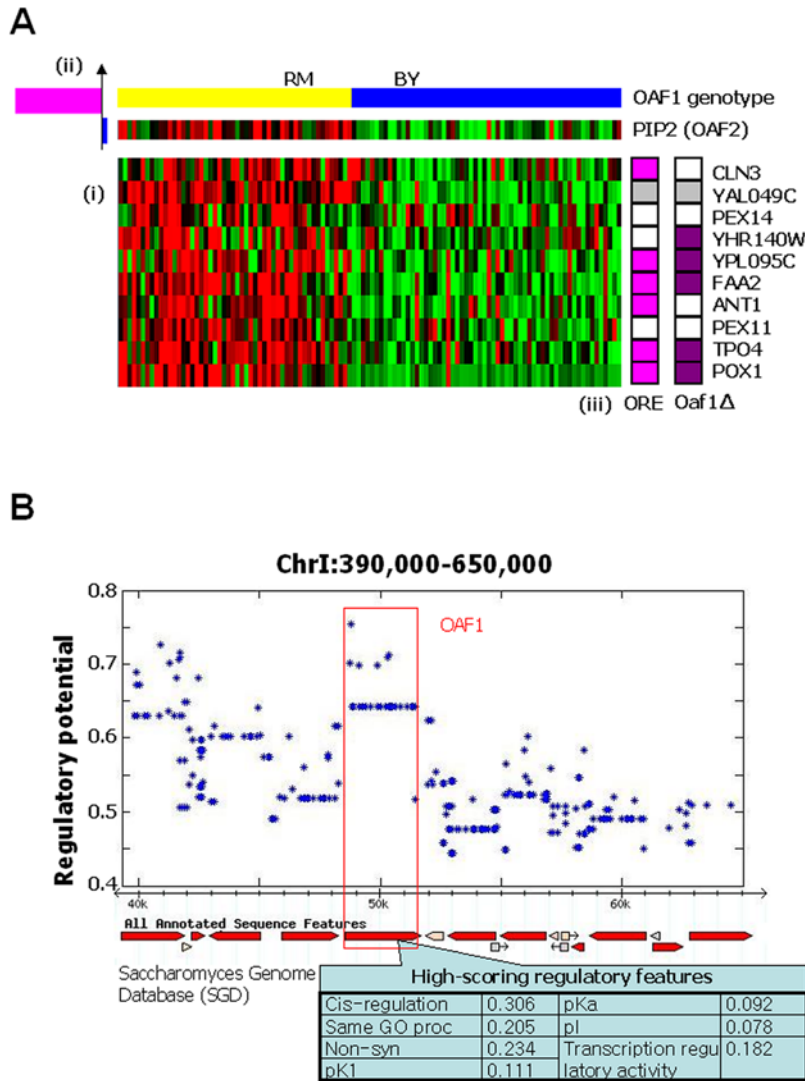 A
(ii)
RM BY
OAF1 genotype
PIP2 (OAF2)
(i)
CLN3
YAL049C
PEX14
YHR140W
YPL095C
FAA2
ANT1
PEX11
TPO4
POX1
(iii) ORE Oaf1Δ
B
ChrI:390,000-650,000
Regulatory potential
0.8
0.7
0.6
0.5
0.4
OAF1
40k 50k 60k
All Annotated Sequence Features
Saccharomyces Genome
Database (SGD)
High-scoring regulatory features
Cis-regulation 0.306 pKa 0.092
Same GO proc 0.205 pI 0.078
Non-syn 0.234 Transcription regu 0.182
pK1 0.111 latory activity